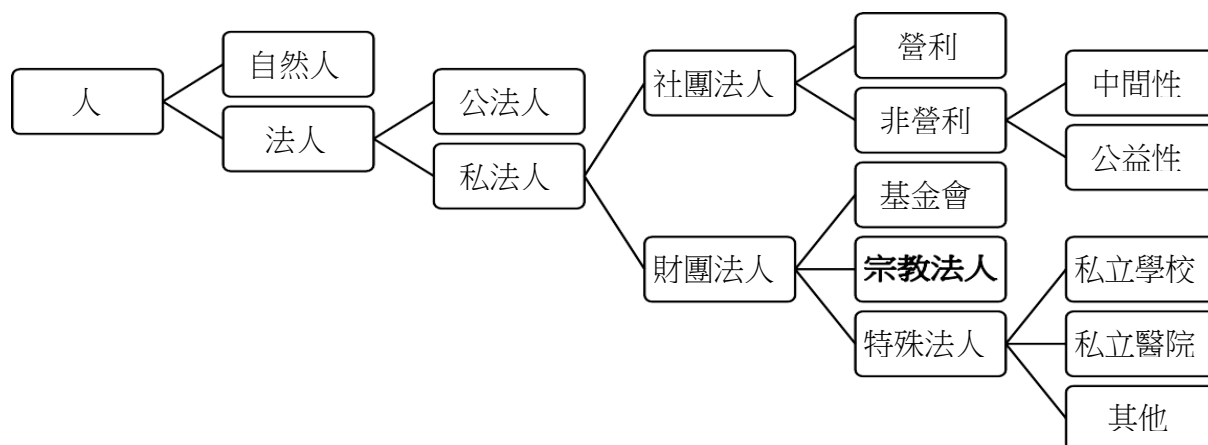 人
自然人
法人
公法人
私法人
社團法人
財團法人
營利
非營利
基金會
宗教法人
特殊法人
中間性
公益性
私立學校
私立醫院
其他